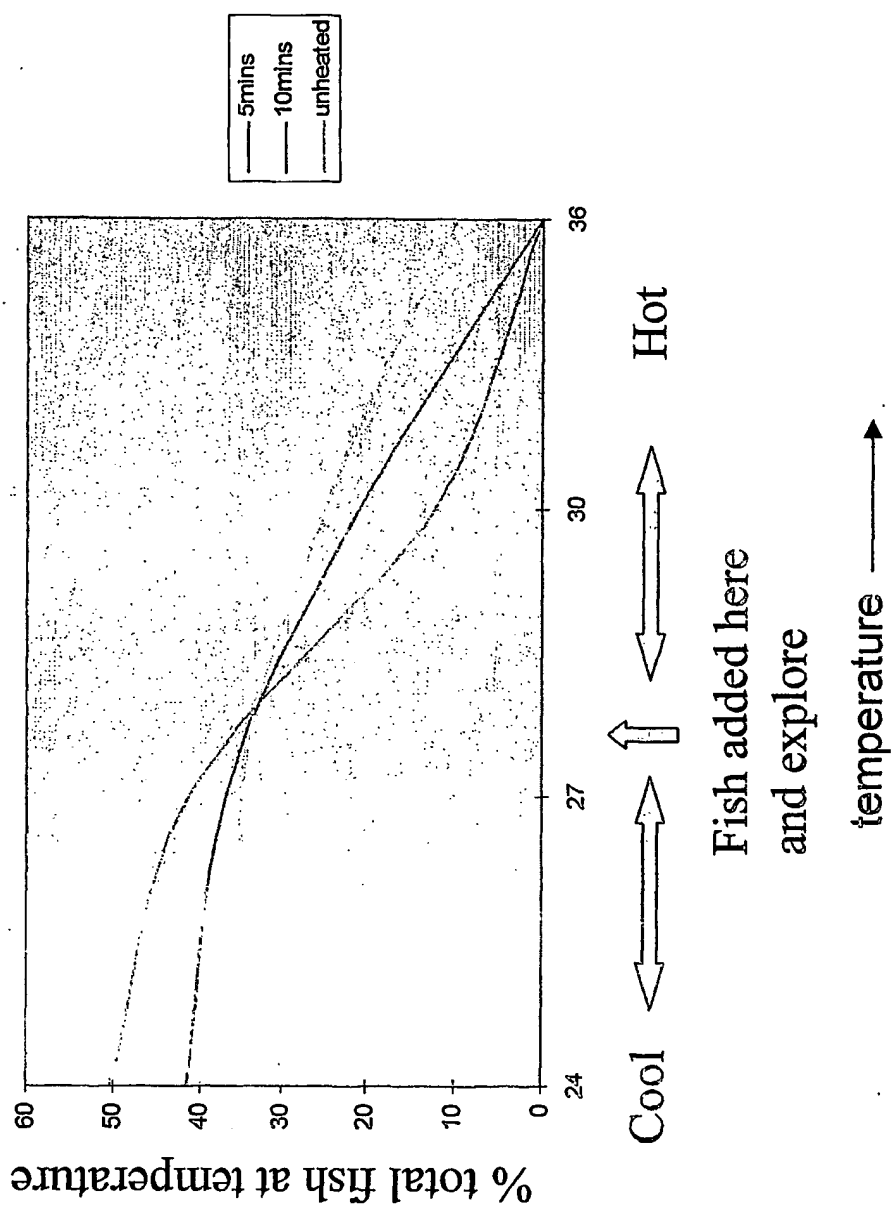 % total fish at temperature
60
50
40
30
20
10
0
24
27
30
36
Cool
Hot
Fish added here
and explore
temperature
5mins
10mins
unheated